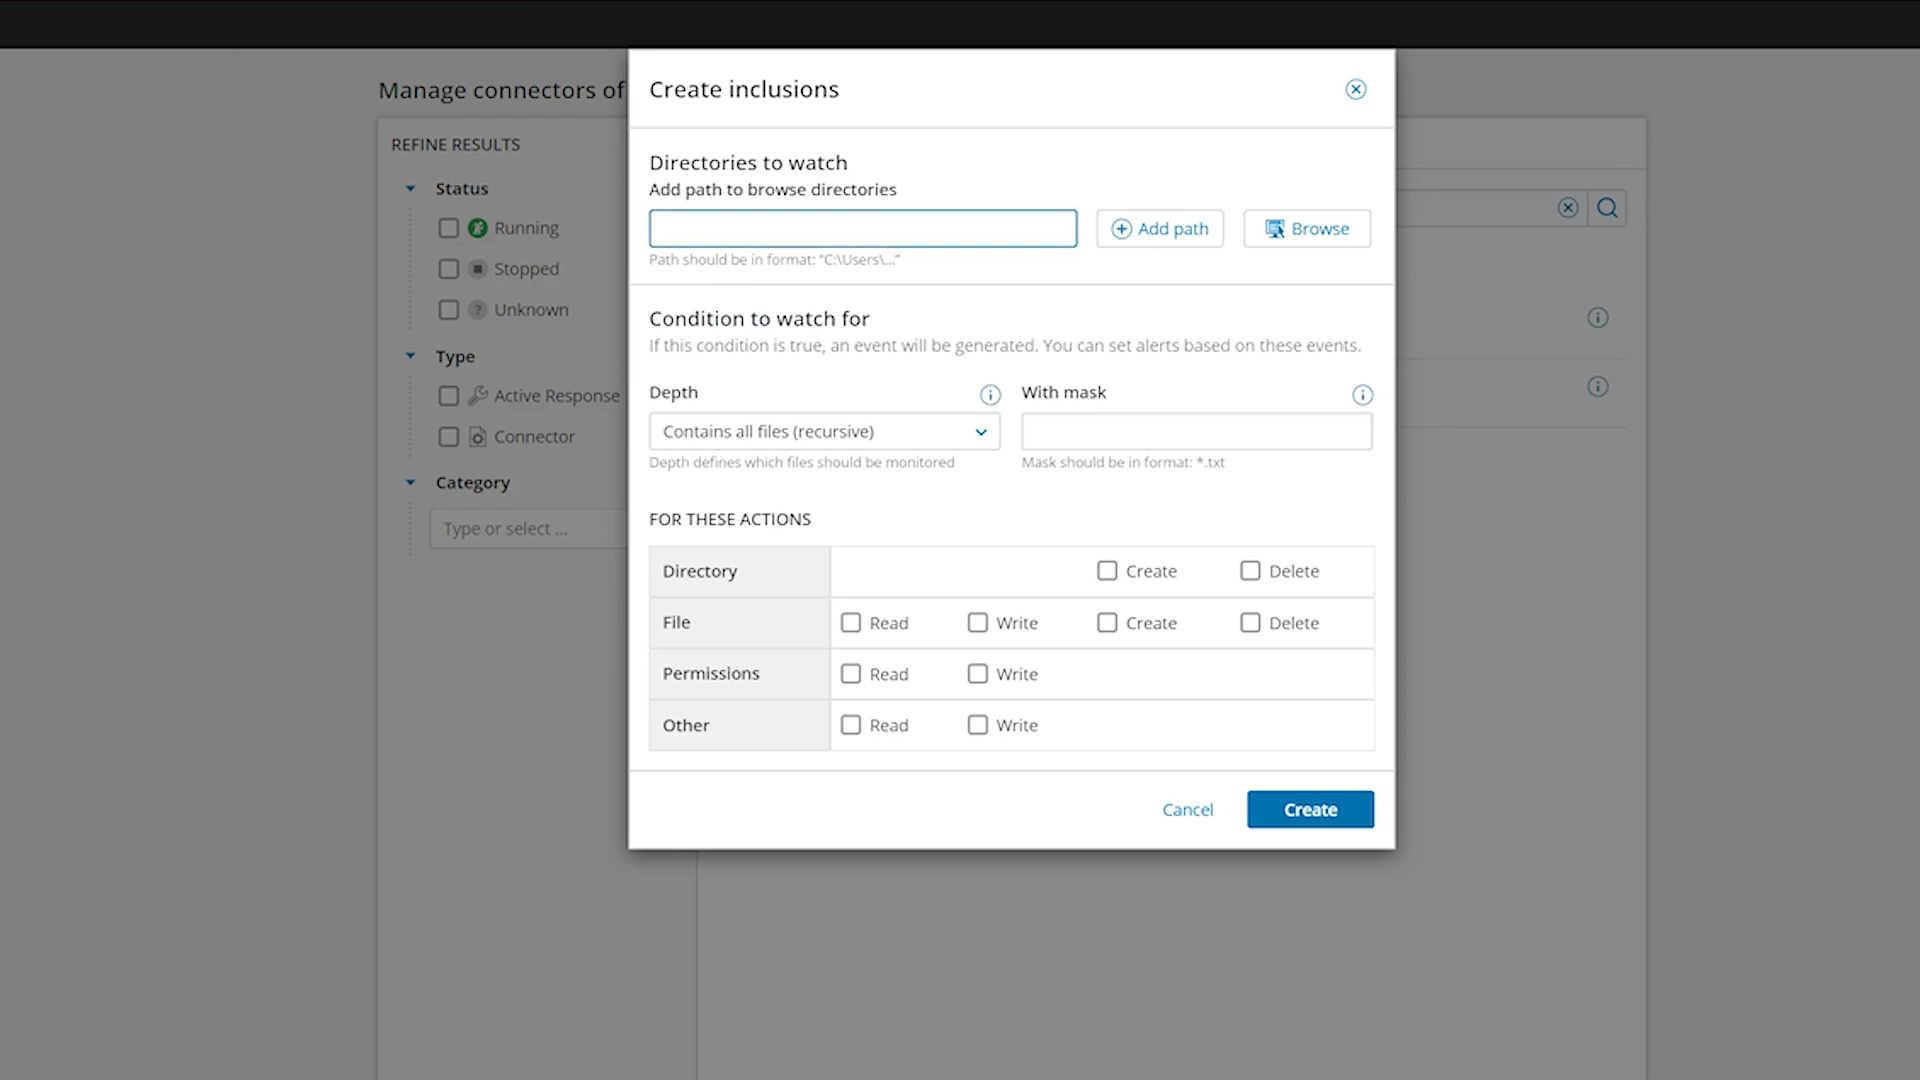 Manage connectors of
REFINE RESULTS
Status
Running
Stopped
Unknown
Type
Active Response
Connector
Category
Type or select ...
Create inclusions
Directories to watch
Add path to browse directories
Add path
Browse
Path should be in format: “C:\Users\...”
Condition to watch for
If this condition is true, an event will be generated. You can set alerts based on these events.
Depth
With mask
Contains all files (recursive)
Depth defines which files should be monitored
Mask should be in format: *.txt
FOR THESE ACTIONS
Directory Create Delete
File Read Write Create Delete
Permissions Read Write
Other Read Write
Cancel
Create